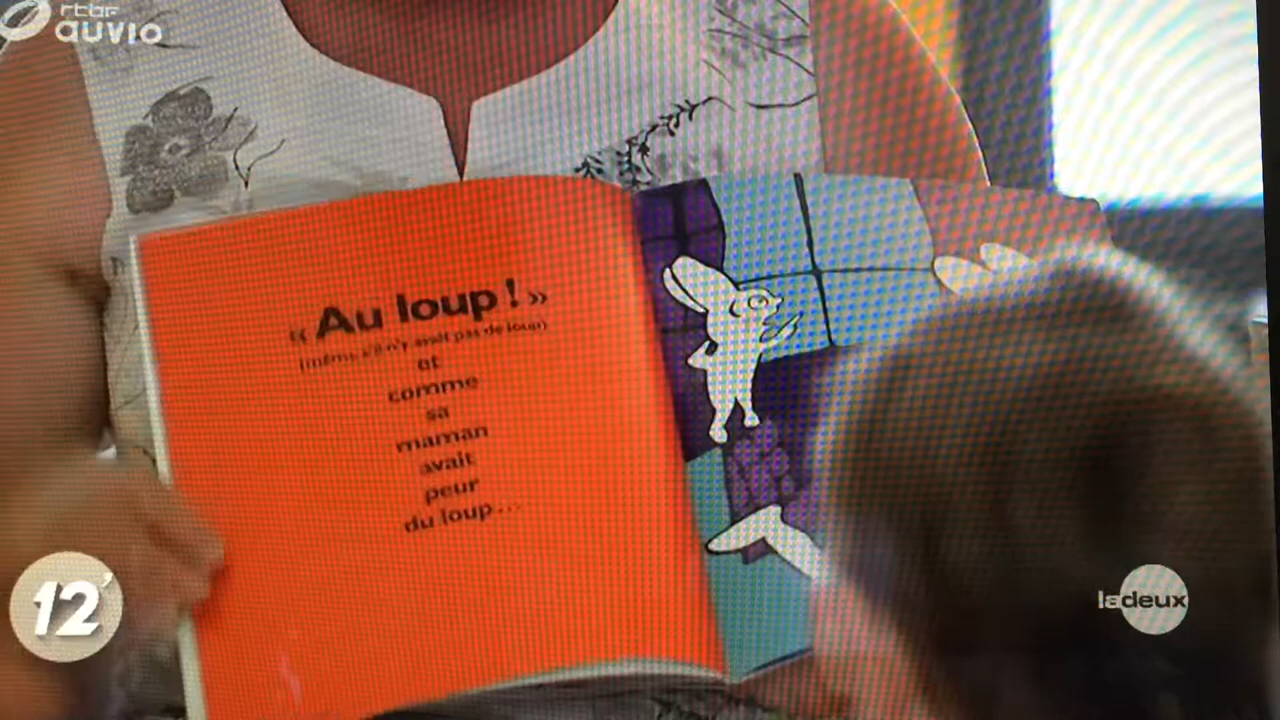 rtbf
auvio
« Au loup ! »
(même s'il n'y avait pas de loup)
et
comme
sa
maman
avait
peur
du loup...
12'
ladeux